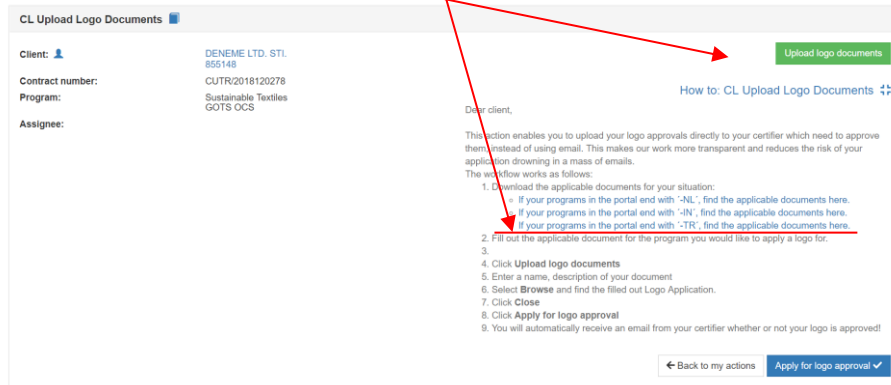 CL Upload Logo Documents
Client:
DENEME LTD. STI.
855148
Contract number:
CUTR/2018120278
Program:
Sustainable Textiles
GOTS OCS
Assignee:
Upload logo documents
How to: CL Upload Logo Documents
Dear client,
This action enables you to upload your logo approvals directly to your certifier which need to approve
them, instead of using email. This makes our work more transparent and reduces the risk of your
application drowning in a mass of emails.
The workflow works as follows:
1. Download the applicable documents for your situation:
If your programs in the portal end with ´-NL´, find the applicable documents here.
If your programs in the portal end with ´-IN´, find the applicable documents here.
If your programs in the portal end with ´-TR´, find the applicable documents here.
2. Fill out the applicable document for the program you would like to apply a logo for.
3.
4. Click Upload logo documents
5. Enter a name, description of your document
6. Select Browse and find the filled out Logo Application.
7. Click Close
8. Click Apply for logo approval
9. You will automatically receive an email from your certifier whether or not your logo is approved!
Back to my actions
Apply for logo approval